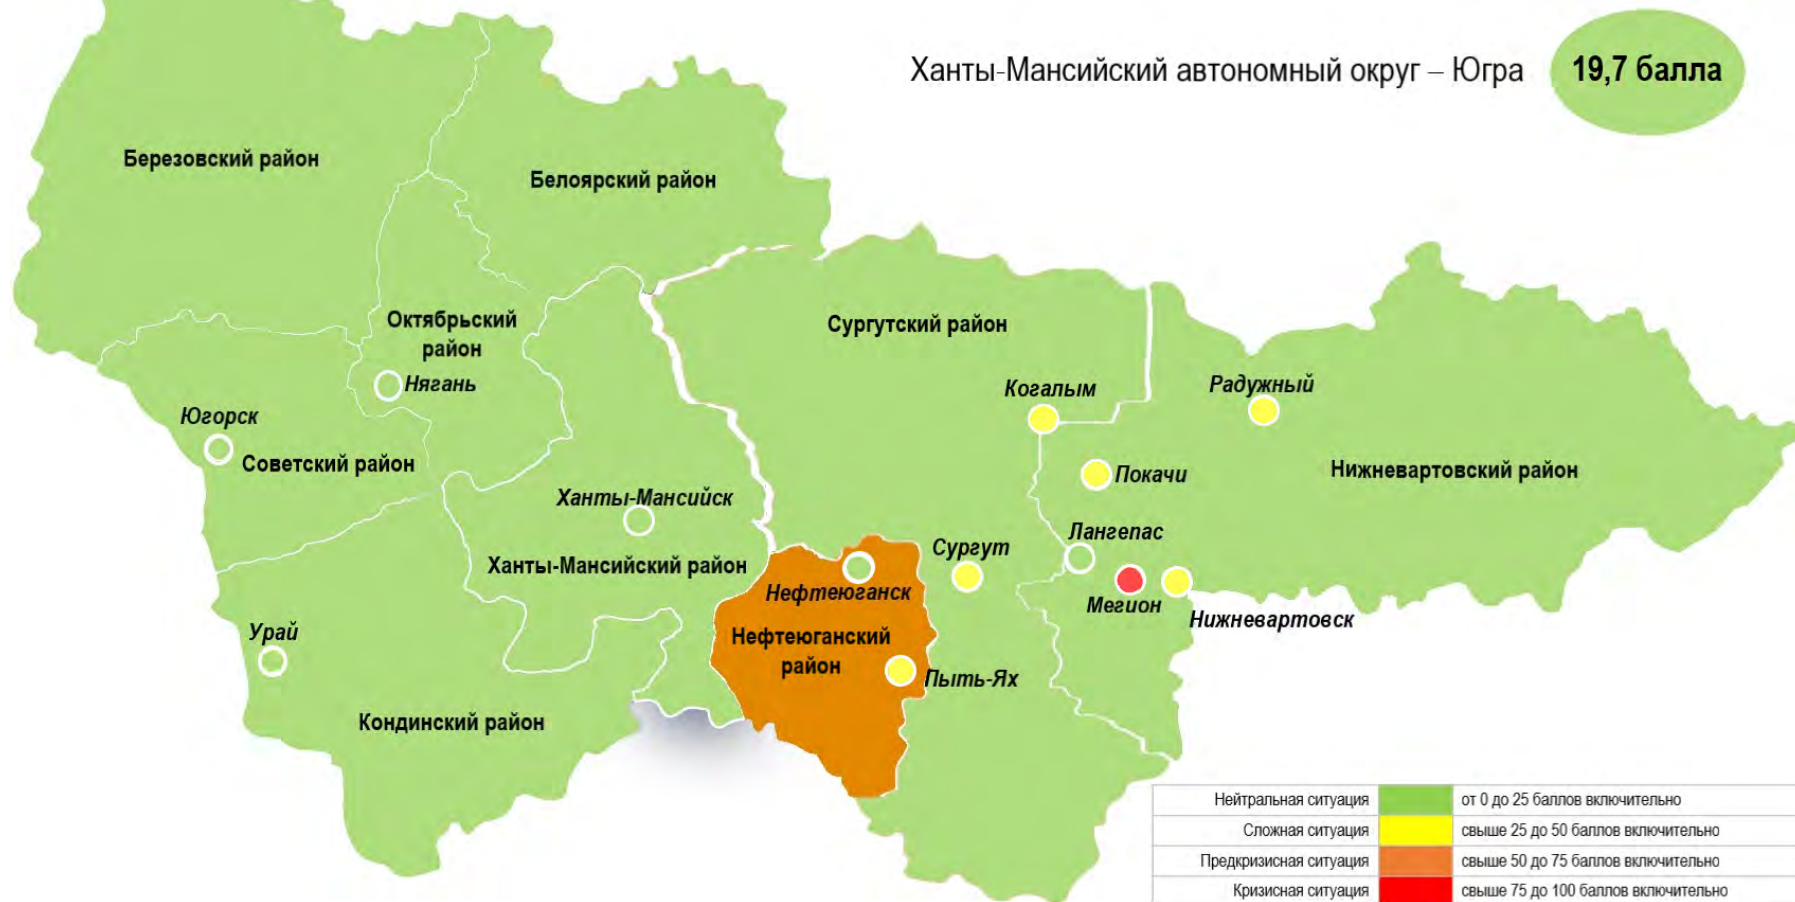 Ханты-Мансийский автономный округ – Югра
19,7 балла
Березовский район
Белоярский район
Октябрьский
район
Сургутский район
Нягань
Когалым
Радужный
Югорск
Советский район
Покачи
Нижневартовский район
Ханты-Мансийск
Лангепас
Сургут
Ханты-Мансийский район
Нефтеюганск
Мегион
Нижневартовск
Урай
Нефтеюганский
район
Пыть-Ях
Кондинский район
Нейтральная ситуация от 0 до 25 баллов включительно
Сложная ситуация свыше 25 до 50 баллов включительно
Предкризисная ситуация свыше 50 до 75 баллов включительно
Кризисная ситуация свыше 75 до 100 баллов включительно